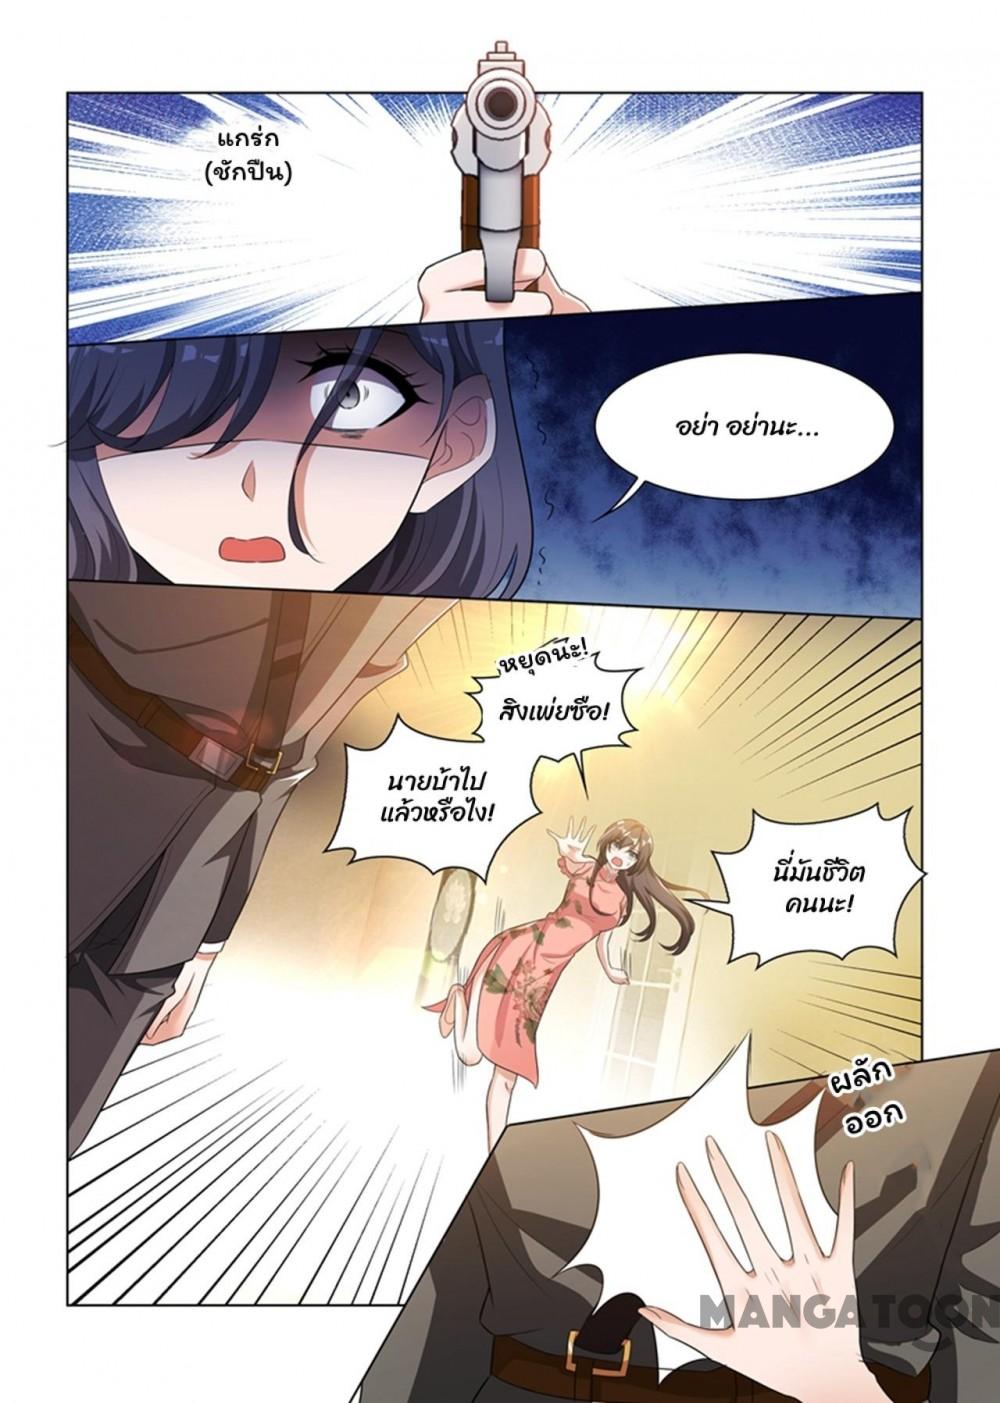 แกร่ก
(ชักปืน)
อย่า อย่านะ...
หยุดนะ!
สิงเพ่ยซือ!
นายบ้าไป
แล้วหรือไง!
นี่มันชีวิต
คนนะ!
ผลัก
ออก
MANGATOON